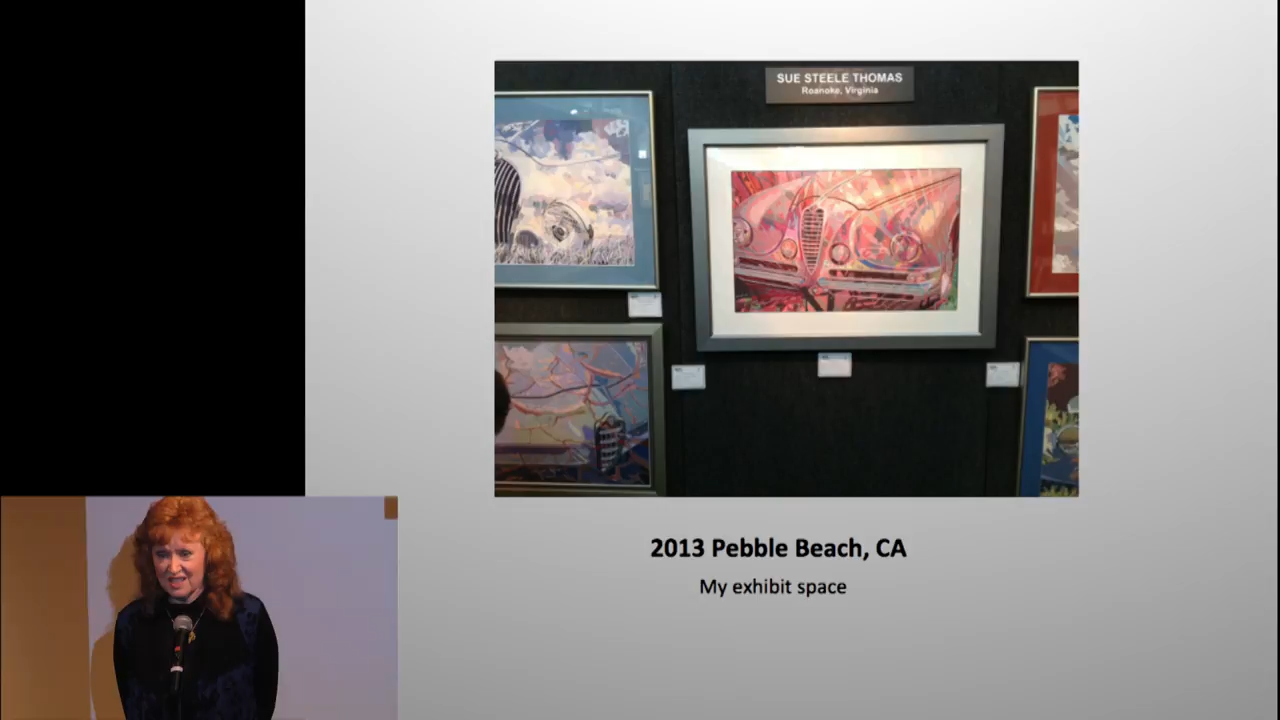 SUE STEELE THOMAS
Roanoke, Virginia
2013 Pebble Beach, CA
My exhibit space